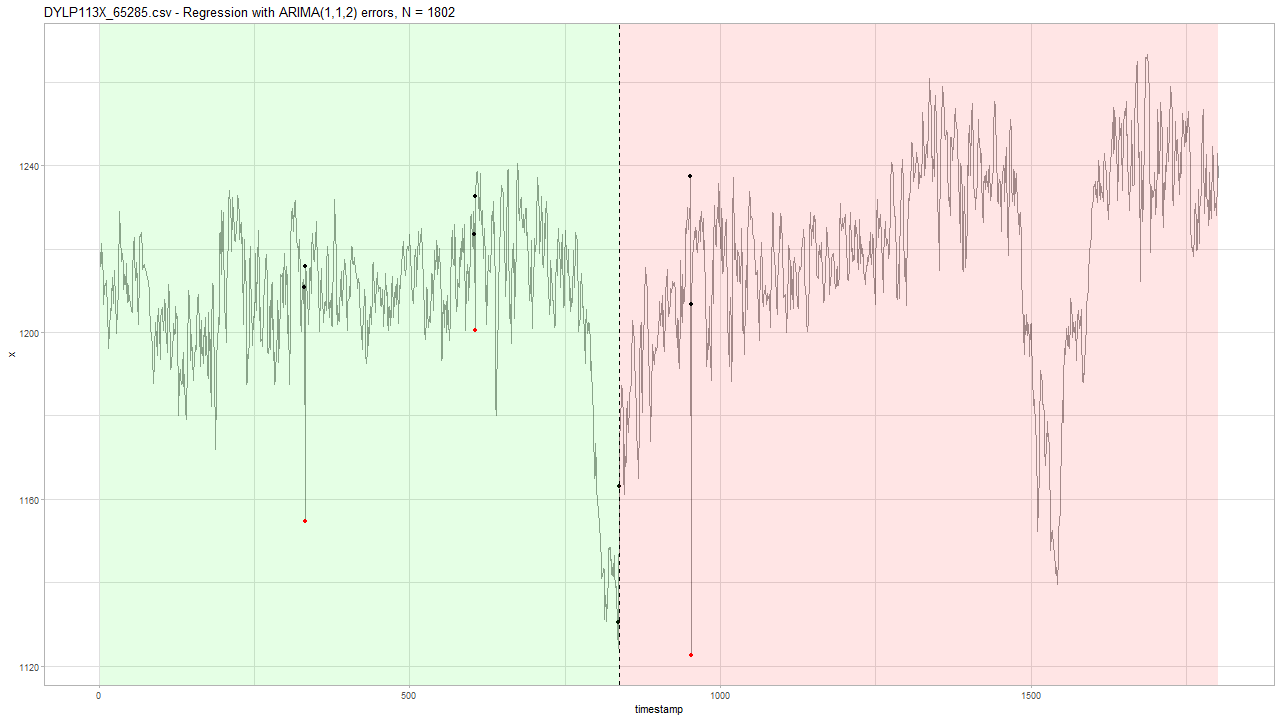 DYLP113X_65285.csv - Regression with ARIMA(1,1,2) errors, N = 1802
1240
1200
x
1160
1120
0 500 1000 1500
timestamp